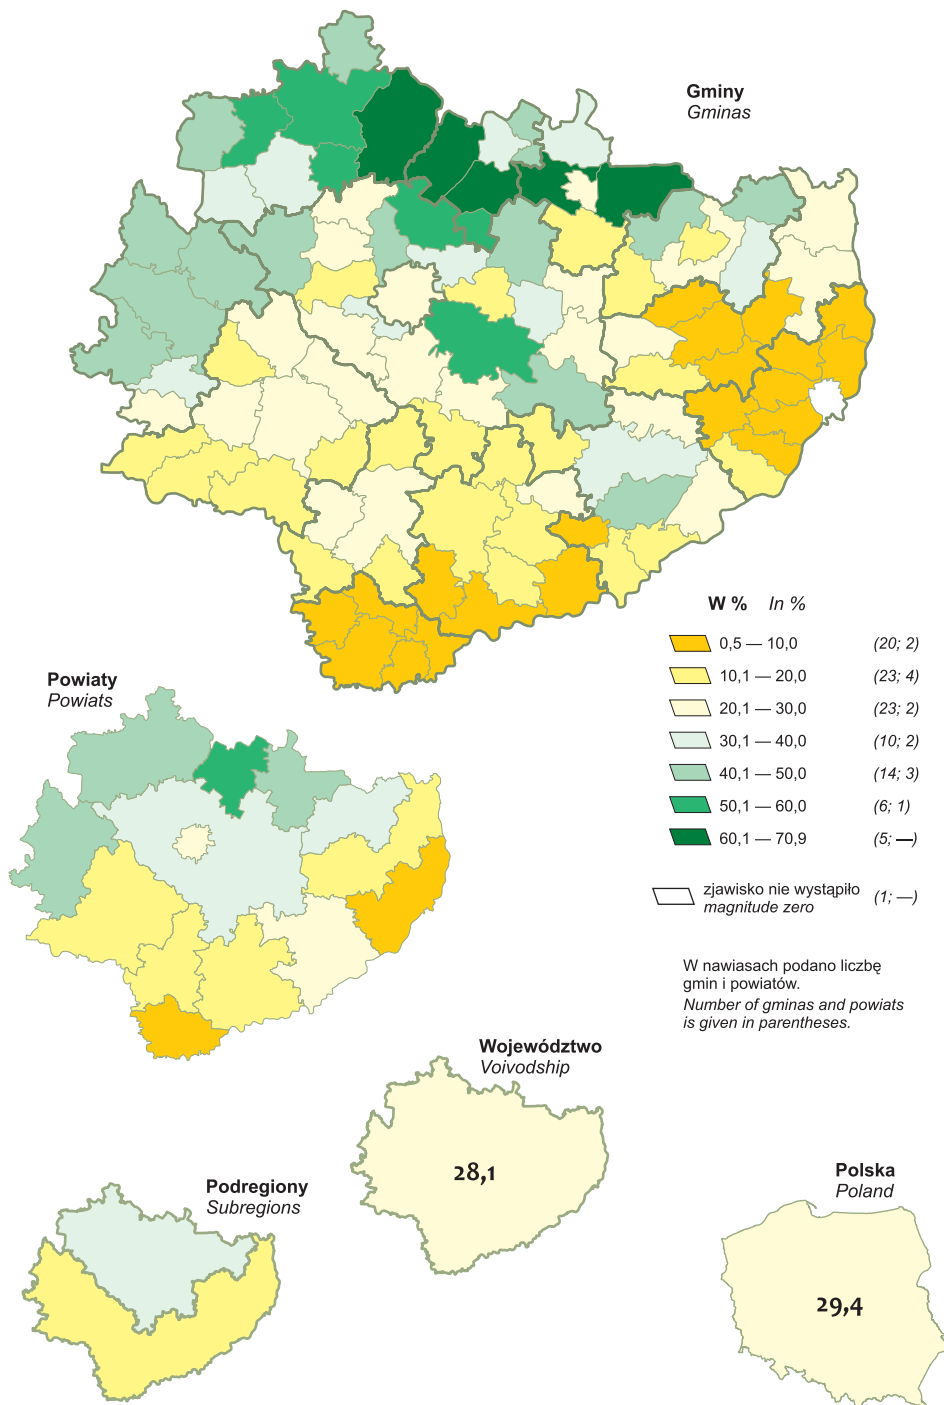 Gminy
Gminas
W % In %
0,5 — 10,0 (20; 2)
10,1 — 20,0 (23; 4)
20,1 — 30,0 (23; 2)
30,1 — 40,0 (10; 2)
40,1 — 50,0 (14; 3)
50,1 — 60,0 (6; 1)
60,1 — 70,9 (5; —)
zjawisko nie wystąpiło
magnitude zero
(1; —)
W nawiasach podano liczbę
gmin i powiatów.
Number of gminas and powiats
is given in parentheses.
Powiaty
Powiats
Województwo
Voivodship
28,1
Podregiony
Subregions
Polska
Poland
29,4